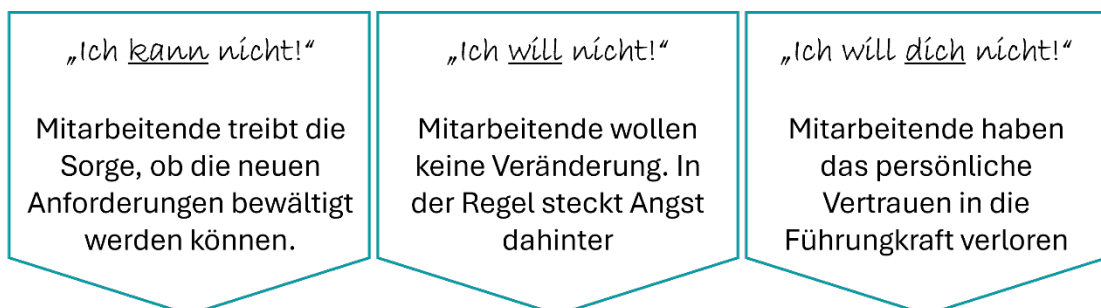 „Ich kann nicht!“
Mitarbeitende treibt die
Sorge, ob die neuen
Anforderungen bewältigt
werden können.
„Ich will nicht!“
Mitarbeitende wollen
keine Veränderung. In
der Regel steckt Angst
dahinter
„Ich will dich nicht!“
Mitarbeitende haben
das persönliche
Vertrauen in die
Führungkraft verloren